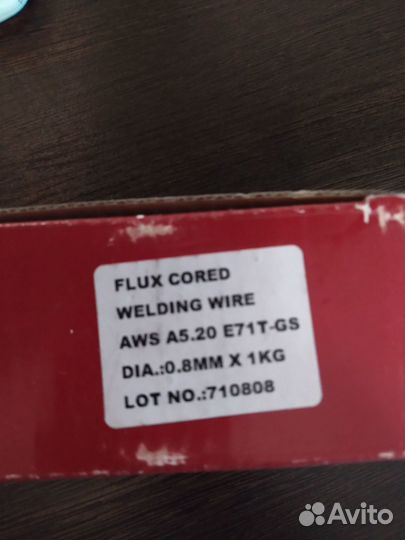 FLUX CORED
WELDING WIRE
AWS A5.20 E71T-GS
DIA.:0.8MM X 1KG
LOT NO.:710808
Avito